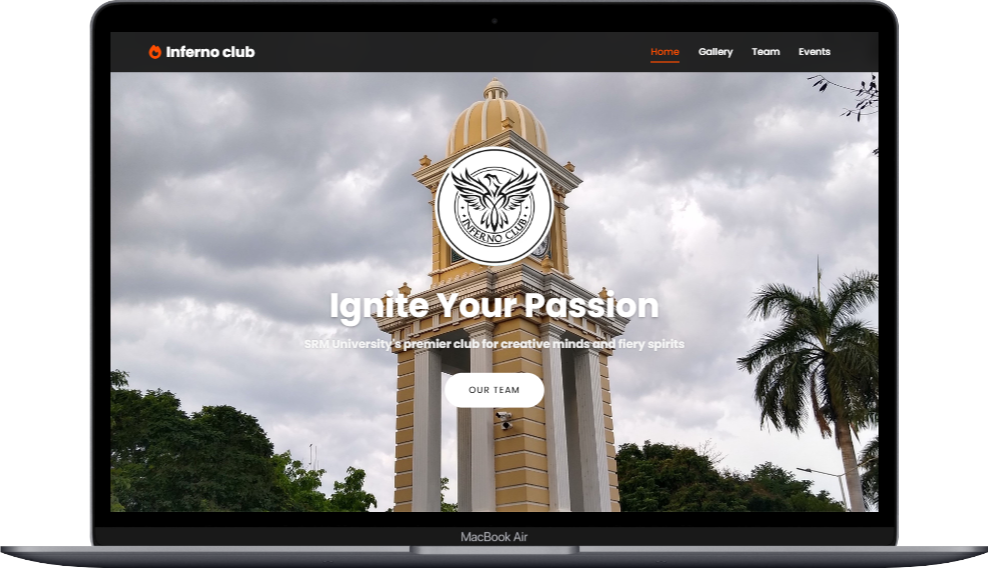 Inferno club
Home Gallery Team Events
INFERNO CLUB
Ignite Your Passion
SRM University's premier club for creative minds and fiery spirits
OUR TEAM
MacBook Air